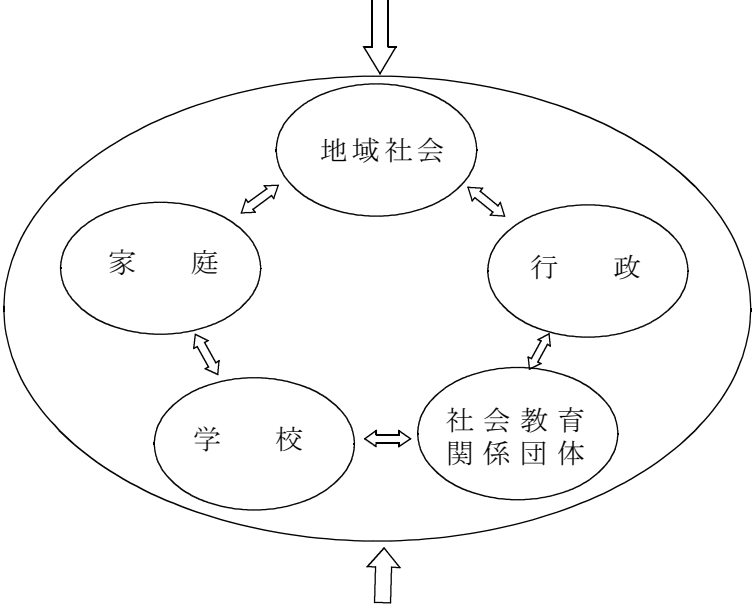 地域社会
家　庭
行　政
学　校
社会教育
関係団体